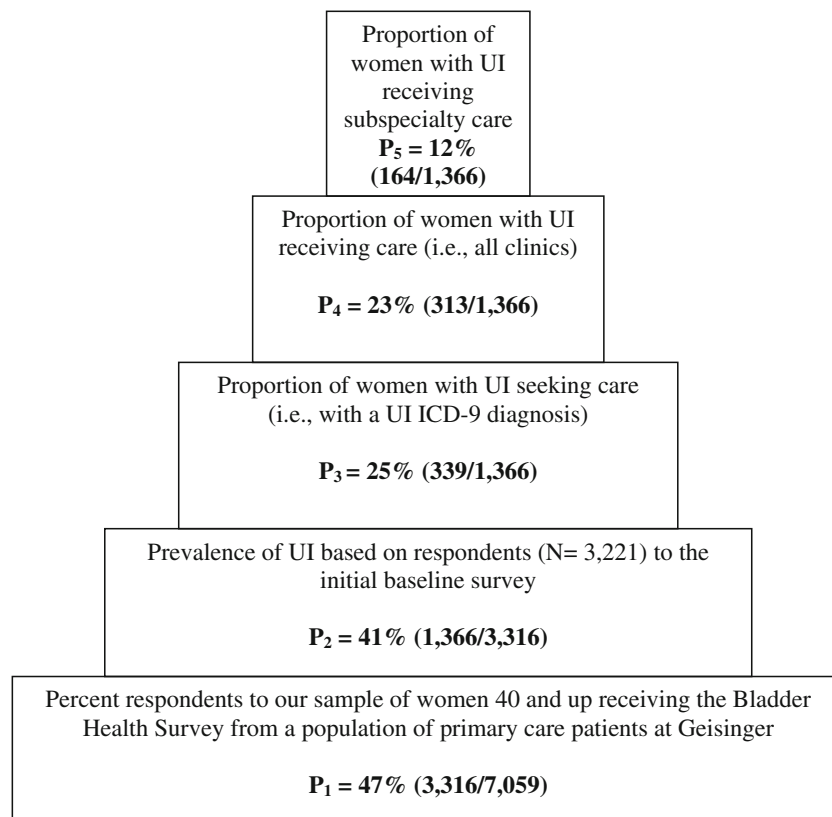 Proportion of
women with UI
receiving
subspecialty care
P₅ = 12%
(164/1,366)
Proportion of women with UI
receiving care (i.e., all clinics)
P₄ = 23% (313/1,366)
Proportion of women with UI seeking care
(i.e., with a UI ICD-9 diagnosis)
P₃ = 25% (339/1,366)
Prevalence of UI based on respondents (N= 3,221) to the
initial baseline survey
P₂ = 41% (1,366/3,316)
Percent respondents to our sample of women 40 and up receiving the Bladder
Health Survey from a population of primary care patients at Geisinger
P₁ = 47% (3,316/7,059)